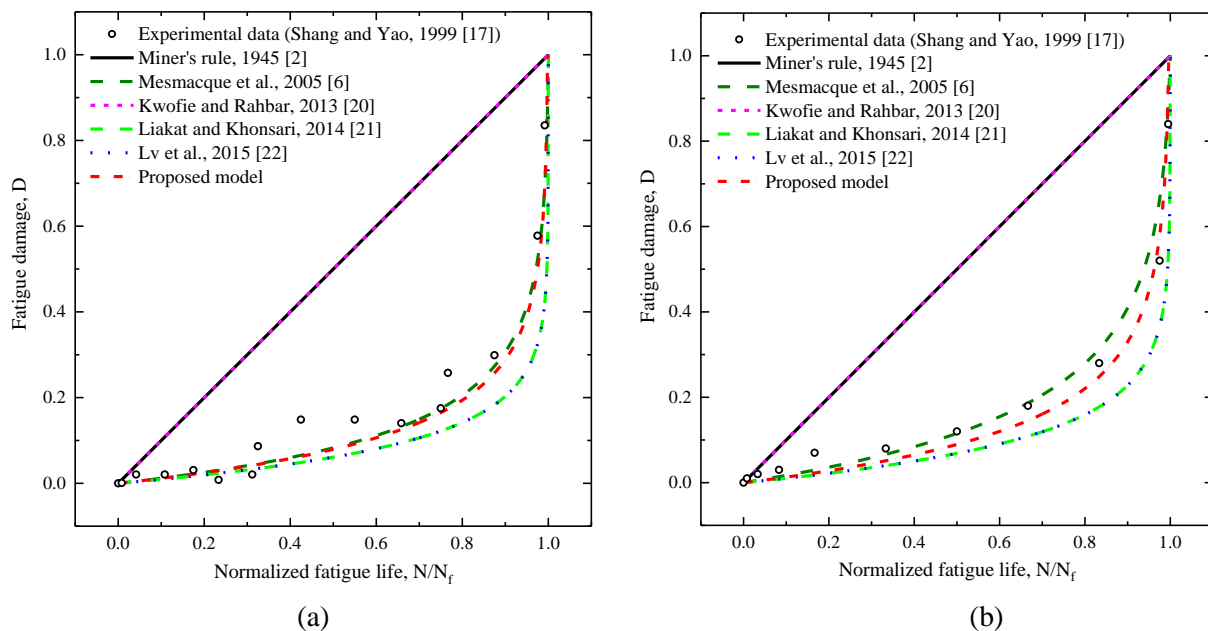 Experimental data (Shang and Yao, 1999 [17])
Miner's rule, 1945 [2]
Mesmacque et al., 2005 [6]
Kwofie and Rahbar, 2013 [20]
Liakat and Khonsari, 2014 [21]
Lv et al., 2015 [22]
Proposed model
Fatigue damage, D
1.0
0.8
0.6
0.4
0.2
0.0
0.0 0.2 0.4 0.6 0.8 1.0
Normalized fatigue life, N/Nf
(a)
Experimental data (Shang and Yao, 1999 [17])
Miner's rule, 1945 [2]
Mesmacque et al., 2005 [6]
Kwofie and Rahbar, 2013 [20]
Liakat and Khonsari, 2014 [21]
Lv et al., 2015 [22]
Proposed model
Fatigue damage, D
1.0
0.8
0.6
0.4
0.2
0.0
0.0 0.2 0.4 0.6 0.8 1.0
Normalized fatigue life, N/Nf
(b)